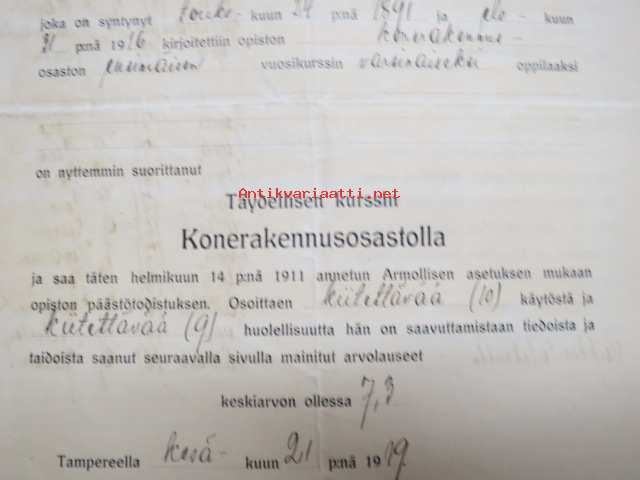 joka on syntynyt touko- kuun 24 p:nä 1891 ja elo- kuun
31 p:nä 1916 kirjoitettiin opiston konerakennus-
osaston ensimäisen vuosikurssin varsinaiseksi oppilaaksi
on nyttemmin suorittanut
Antikvariaatti.net
Täydellisen kurssin
Konerakennusosastolla
ja saa täten helmikuun 14 p:nä 1911 annetun Armollisen asetuksen mukaan
opiston päästötodistuksen. Osoittaen kiitettävää (10) käytöstä ja
kiitettävää (9) huolellisuutta hän on saavuttamistaan tiedoista ja
taidoista saanut seuraavalla sivulla mainitut arvolauseet
keskiarvon ollessa 7,3
Tampereella kesä- kuun 21 p:nä 1919